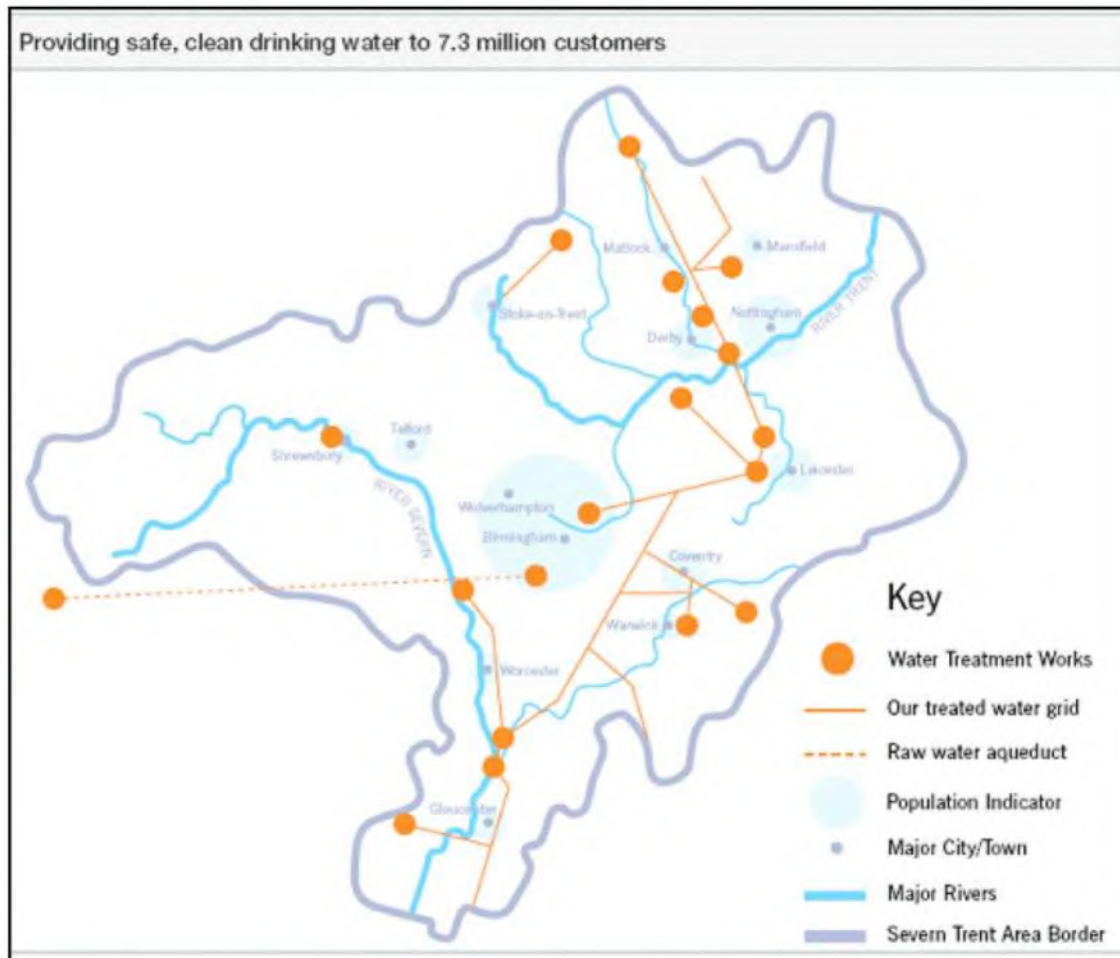 Providing safe, clean drinking water to 7.3 million customers
Matlock
Mansfield
Stoke-on-Trent
Nottingham
RIVER TRENT
Derby
Telford
Shrewsbury
Leicester
RIVER SEVERN
Wolverhampton
Birmingham
Coventry
Warwick
Worcester
Gloucester
Key
Water Treatment Works
Our treated water grid
Raw water aqueduct
Population Indicator
Major City/Town
Major Rivers
Severn Trent Area Border